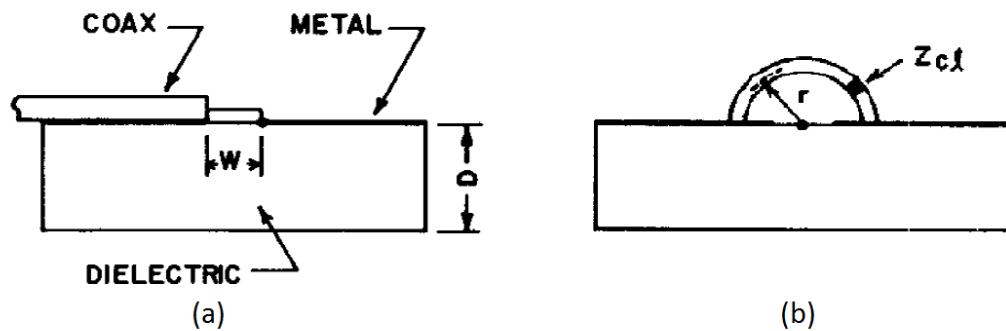 COAX
METAL
W
D
DIELECTRIC
(a)
Zcℓ
r
(b)